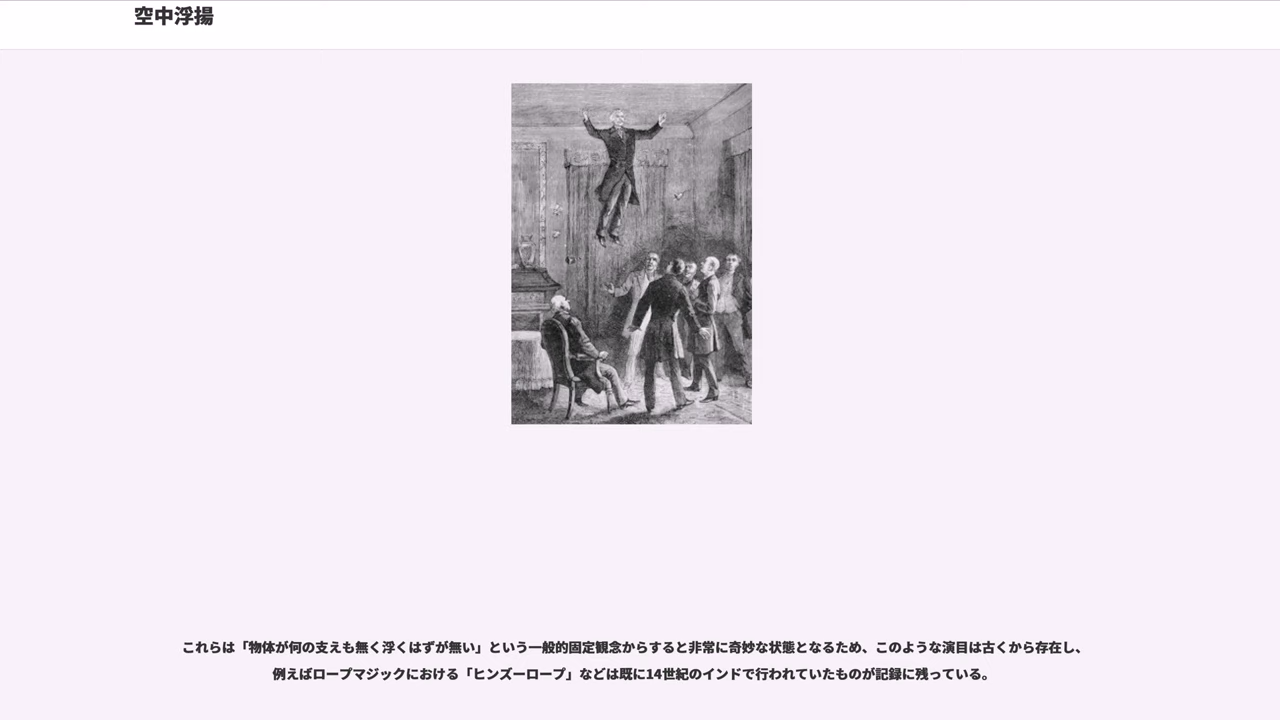 空中浮揚
これらは「物体が何の支えも無く浮くはずが無い」という一般的固定観念からすると非常に奇妙な状態となるため、このような演目は古くから存在し、
例えばロープマジックにおける「ヒンズーロープ」などは既に14世紀のインドで行われていたものが記録に残っている。